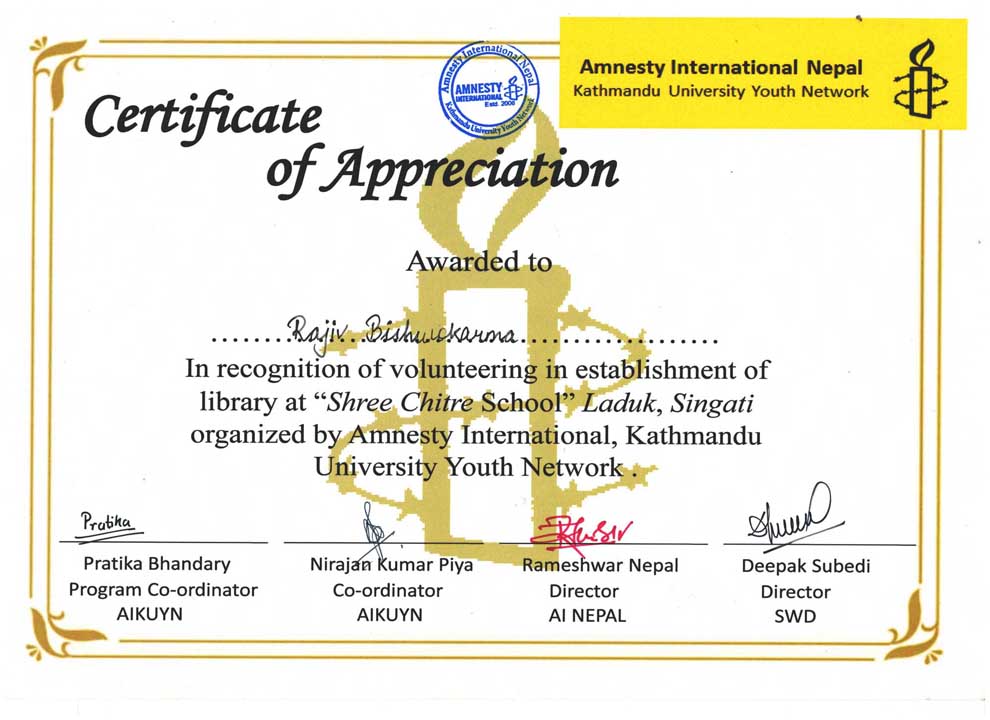 Amnesty International Nepal
Kathmandu University Youth Network
Amnesty International Nepal
AMNESTY
INTERNATIONAL
Estd. 2008
Kathmandu University Youth Network
Certificate
of Appreciation
Awarded to
........Rajiv...Bishwokarma......................
In recognition of volunteering in establishment of
library at “Shree Chitre School” Laduk, Singati
organized by Amnesty International, Kathmandu
University Youth Network .
Pratika
Pratika Bhandary
Program Co-ordinator
AIKUYN
Nirajan Kumar Piya
Co-ordinator
AIKUYN
Rameshwar Nepal
Director
AI NEPAL
Deepak Subedi
Director
SWD